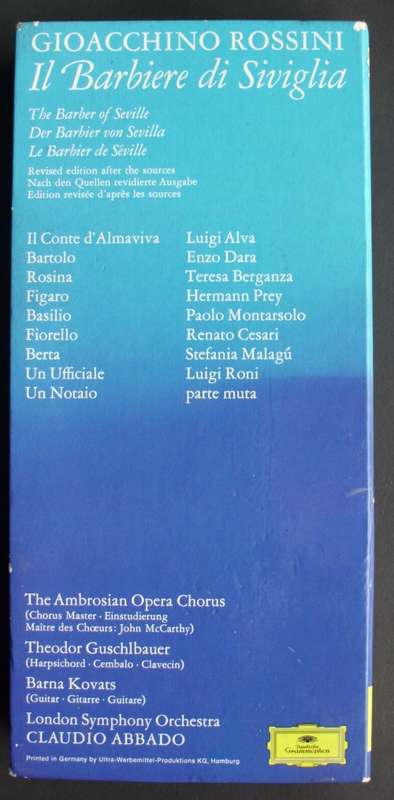 GIOACCHINO ROSSINI
Il Barbiere di Siviglia
The Barber of Seville
Der Barbier von Sevilla
Le Barbier de Séville
Revised edition after the sources
Nach den Quellen revidierte Ausgabe
Edition revisée d'après les sources
Il Conte d'Almaviva Luigi Alva
Bartolo Enzo Dara
Rosina Teresa Berganza
Figaro Hermann Prey
Basilio Paolo Montarsolo
Fiorello Renato Cesari
Berta Stefania Malagú
Un Ufficiale Luigi Roni
Un Notaio parte muta
The Ambrosian Opera Chorus
(Chorus Master · Einstudierung
Maître des Chœurs: John McCarthy)
Theodor Guschlbauer
(Harpsichord · Cembalo · Clavecin)
Barna Kovats
(Guitar · Gitarre · Guitare)
London Symphony Orchestra
CLAUDIO ABBADO
Deutsche
Grammophon
Printed in Germany by Ultra-Werbemittel-Produktions KG, Hamburg